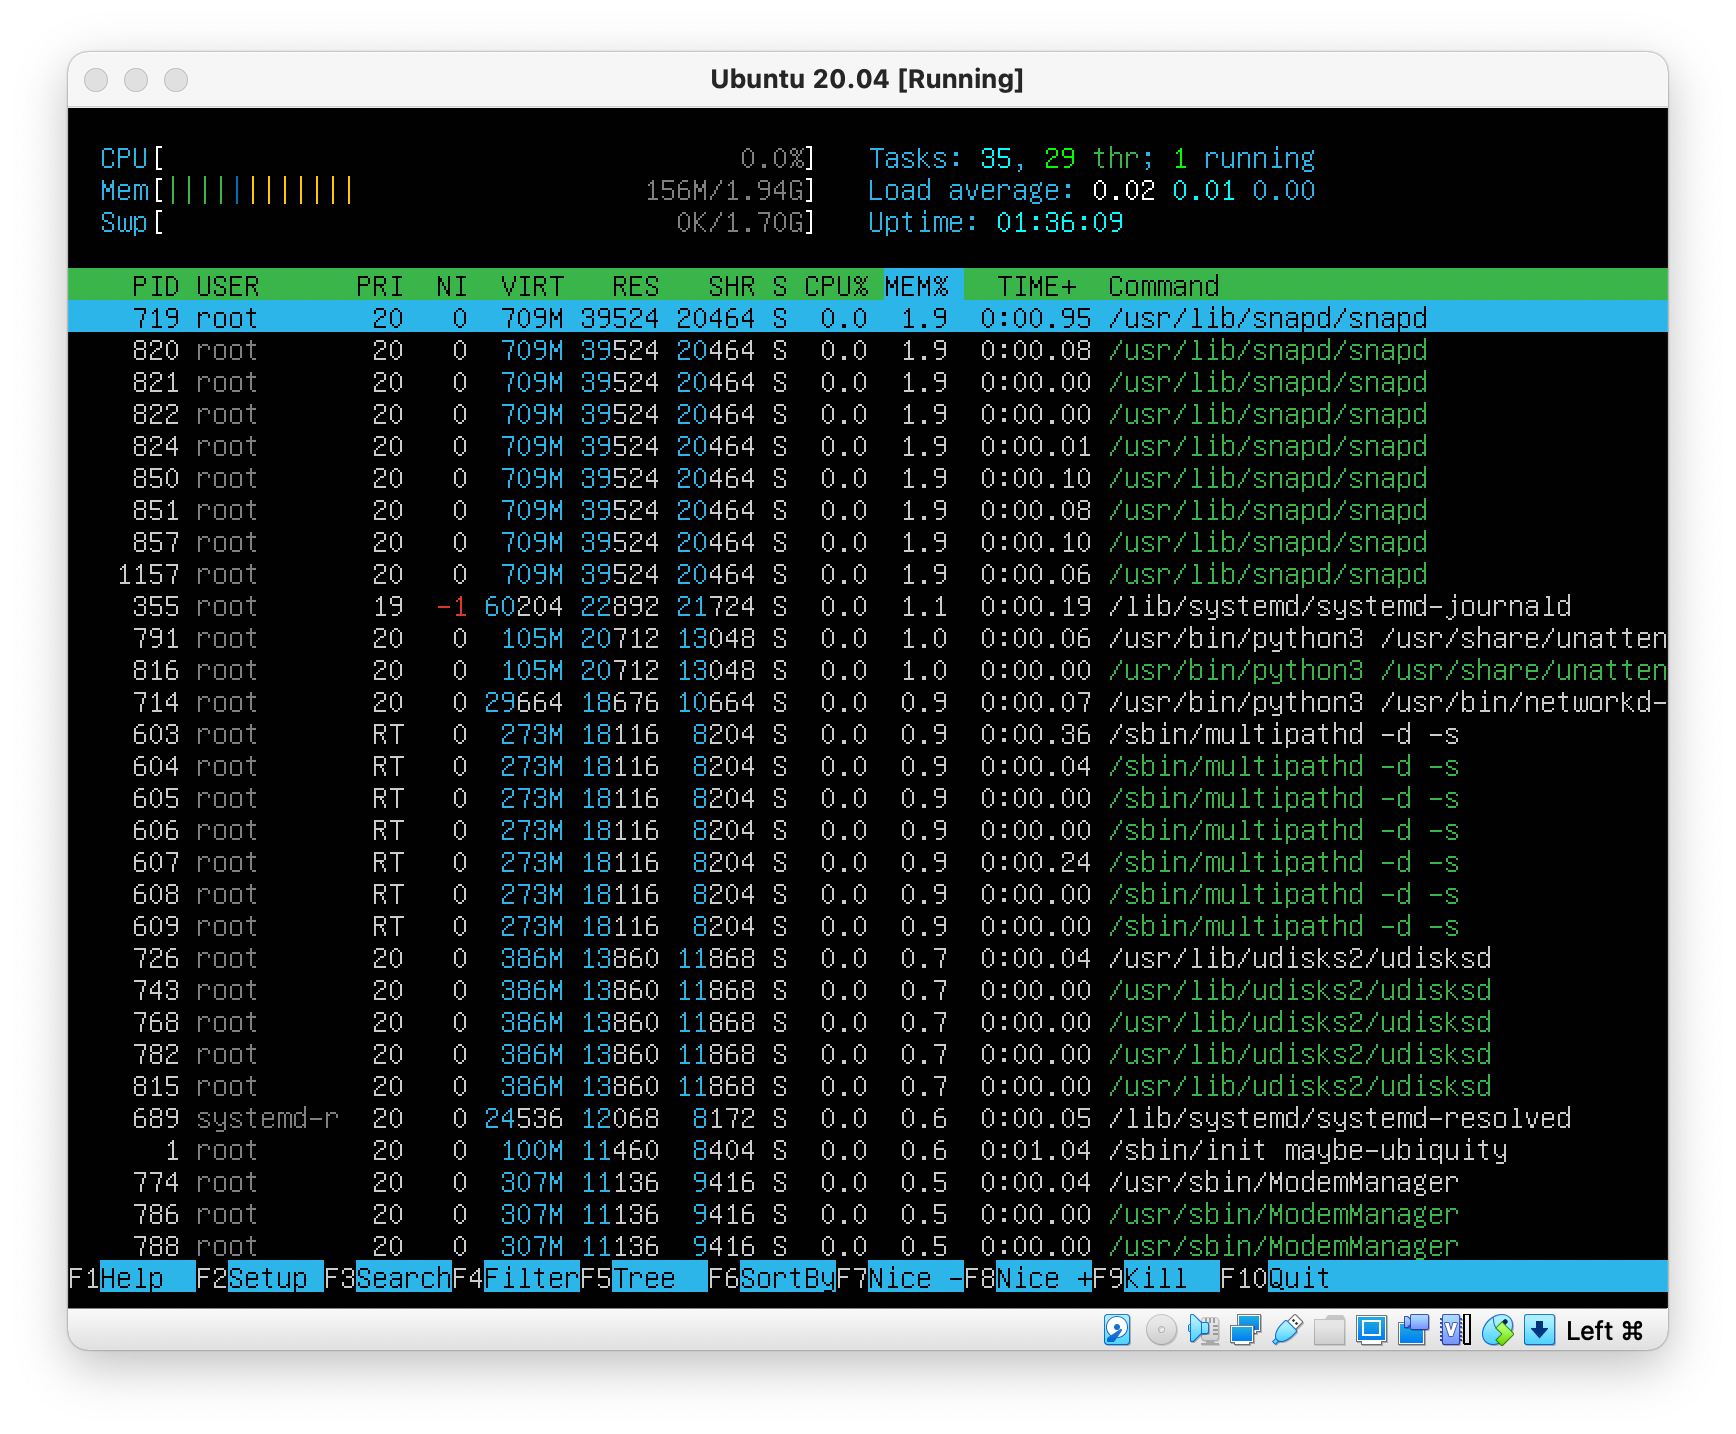 Ubuntu 20.04 [Running]
CPU[ 0.0%] Tasks: 35, 29 thr; 1 running
Mem[||||||||||||156M/1.94G] Load average: 0.02 0.01 0.00
Swp[ 0K/1.70G] Uptime: 01:36:09
PID USER PRI NI VIRT RES SHR S CPU% MEM% TIME+ Command
719 root 20 0 709M 39524 20464 S 0.0 1.9 0:00.95 /usr/lib/snapd/snapd
820 root 20 0 709M 39524 20464 S 0.0 1.9 0:00.08 /usr/lib/snapd/snapd
821 root 20 0 709M 39524 20464 S 0.0 1.9 0:00.00 /usr/lib/snapd/snapd
822 root 20 0 709M 39524 20464 S 0.0 1.9 0:00.00 /usr/lib/snapd/snapd
824 root 20 0 709M 39524 20464 S 0.0 1.9 0:00.01 /usr/lib/snapd/snapd
850 root 20 0 709M 39524 20464 S 0.0 1.9 0:00.10 /usr/lib/snapd/snapd
851 root 20 0 709M 39524 20464 S 0.0 1.9 0:00.08 /usr/lib/snapd/snapd
857 root 20 0 709M 39524 20464 S 0.0 1.9 0:00.10 /usr/lib/snapd/snapd
1157 root 20 0 709M 39524 20464 S 0.0 1.9 0:00.06 /usr/lib/snapd/snapd
355 root 19 -1 60204 22892 21724 S 0.0 1.1 0:00.19 /lib/systemd/systemd-journald
791 root 20 0 105M 20712 13048 S 0.0 1.0 0:00.06 /usr/bin/python3 /usr/share/unatten
816 root 20 0 105M 20712 13048 S 0.0 1.0 0:00.00 /usr/bin/python3 /usr/share/unatten
714 root 20 0 29664 18676 10664 S 0.0 0.9 0:00.07 /usr/bin/python3 /usr/bin/networkd-
603 root RT 0 273M 18116 8204 S 0.0 0.9 0:00.36 /sbin/multipathd -d -s
604 root RT 0 273M 18116 8204 S 0.0 0.9 0:00.04 /sbin/multipathd -d -s
605 root RT 0 273M 18116 8204 S 0.0 0.9 0:00.00 /sbin/multipathd -d -s
606 root RT 0 273M 18116 8204 S 0.0 0.9 0:00.00 /sbin/multipathd -d -s
607 root RT 0 273M 18116 8204 S 0.0 0.9 0:00.24 /sbin/multipathd -d -s
608 root RT 0 273M 18116 8204 S 0.0 0.9 0:00.00 /sbin/multipathd -d -s
609 root RT 0 273M 18116 8204 S 0.0 0.9 0:00.00 /sbin/multipathd -d -s
726 root 20 0 386M 13860 11868 S 0.0 0.7 0:00.04 /usr/lib/udisks2/udisksd
743 root 20 0 386M 13860 11868 S 0.0 0.7 0:00.00 /usr/lib/udisks2/udisksd
768 root 20 0 386M 13860 11868 S 0.0 0.7 0:00.00 /usr/lib/udisks2/udisksd
782 root 20 0 386M 13860 11868 S 0.0 0.7 0:00.00 /usr/lib/udisks2/udisksd
815 root 20 0 386M 13860 11868 S 0.0 0.7 0:00.00 /usr/lib/udisks2/udisksd
689 systemd-r 20 0 24536 12068 8172 S 0.0 0.6 0:00.05 /lib/systemd/systemd-resolved
1 root 20 0 100M 11460 8404 S 0.0 0.6 0:01.04 /sbin/init maybe-ubiquity
774 root 20 0 307M 11136 9416 S 0.0 0.5 0:00.04 /usr/sbin/ModemManager
786 root 20 0 307M 11136 9416 S 0.0 0.5 0:00.00 /usr/sbin/ModemManager
788 root 20 0 307M 11136 9416 S 0.0 0.5 0:00.00 /usr/sbin/ModemManager
F1Help F2Setup F3SearchF4FilterF5Tree F6SortByF7Nice -F8Nice +F9Kill F10Quit
Left ⌘